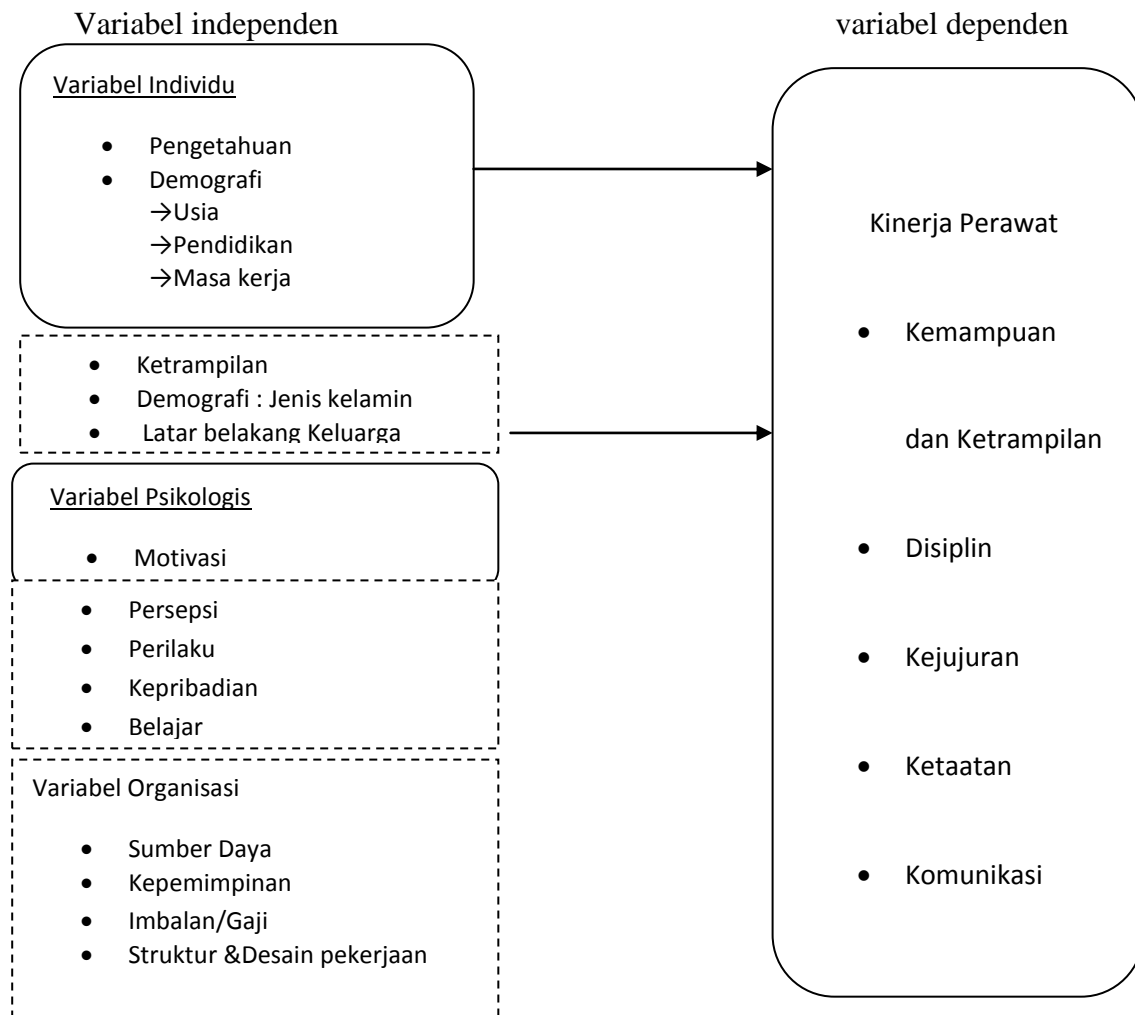 Variabel independen
Variabel Individu
• Pengetahuan
• Demografi
→Usia
→Pendidikan
→Masa kerja
• Ketrampilan
• Demografi : Jenis kelamin
• Latar belakang Keluarga
Variabel Psikologis
• Motivasi
• Persepsi
• Perilaku
• Kepribadian
• Belajar
Variabel Organisasi
• Sumber Daya
• Kepemimpinan
• Imbalan/Gaji
• Struktur &Desain pekerjaan
variabel dependen
Kinerja Perawat
• Kemampuan
dan Ketrampilan
• Disiplin
• Kejujuran
• Ketaatan
• Komunikasi